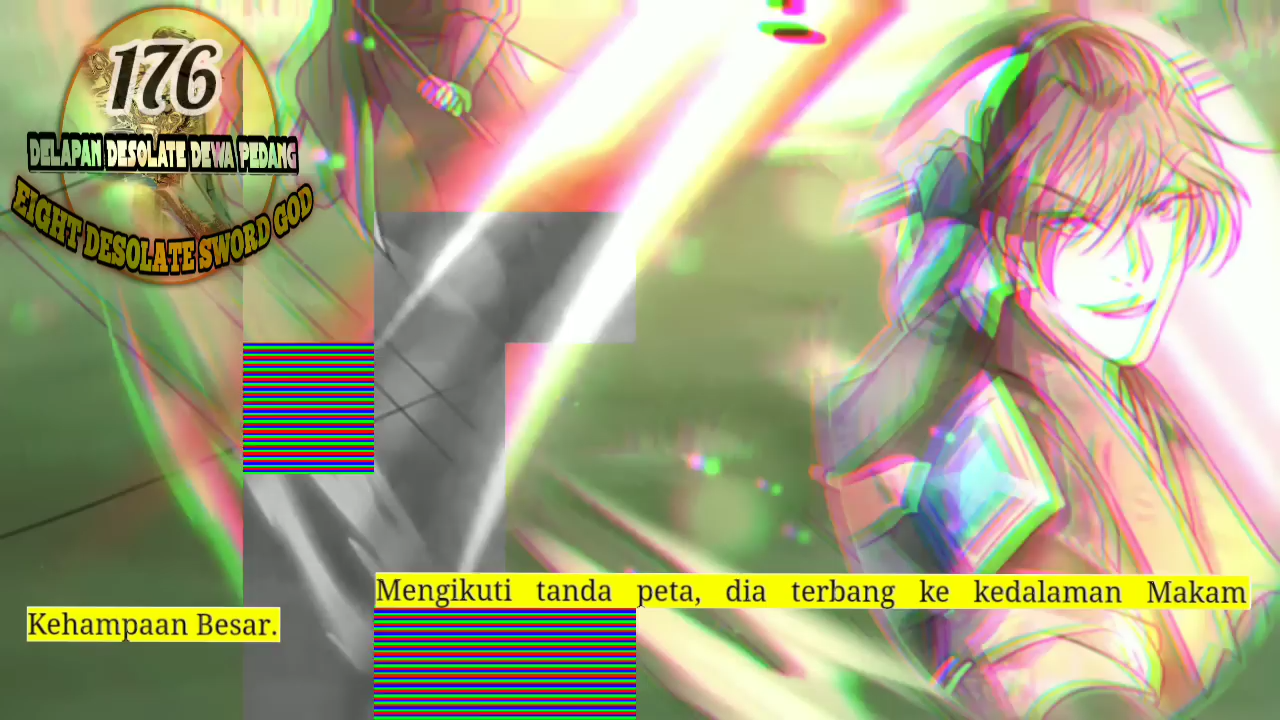 176
DELAPAN DESOLATE DEWA PEDANG
EIGHT DESOLATE SWORD GOD
Mengikuti tanda peta, dia terbang ke kedalaman Makam
Kehampaan Besar.